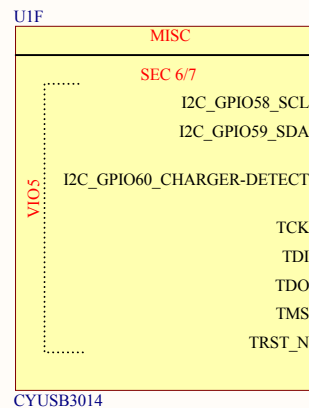 U1F
MISC
SEC 6/7
I2C_GPIO58_SCL
I2C_GPIO59_SDA
I2C_GPIO60_CHARGER-DETECT
VIO5
TCK
TDI
TDO
TMS
TRST_N
CYUSB3014